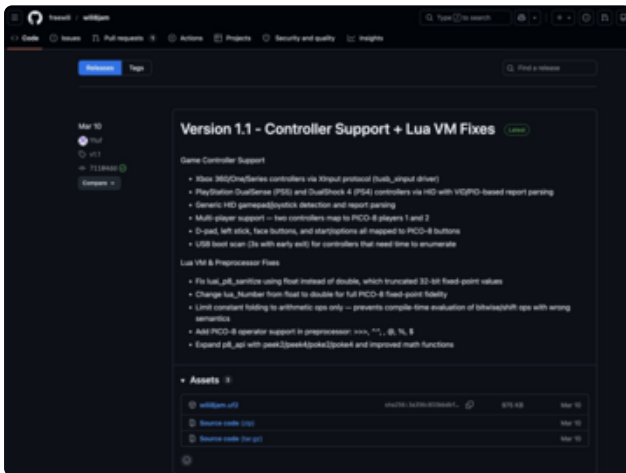 freewili / wili8jam
Type / to search
Code Issues Pull requests Actions Projects Security and quality Insights
Releases Tags
Find a release
Mar 10
Version 1.1 - Controller Support + Lua VM Fixes
Latest
v1.1
Compare
Game Controller Support
Xbox 360/One/Series controllers via XInput protocol (tusb_xinput driver)
PlayStation DualSense (PS5) and DualShock 4 (PS4) controllers via HID with VID/PID-based report parsing
Generic HID gamepad/joystick detection and report parsing
Multi-player support — two controllers map to PICO-8 players 1 and 2
D-pad, left stick, face buttons, and start/options all mapped to PICO-8 buttons
USB boot scan (3s with early exit) for controllers that need time to enumerate
Lua VM & Preprocessor Fixes
Fix luai_p8_sanitize using float instead of double, which truncated 32-bit fixed-point values
Change lua_Number from float to double for full PICO-8 fixed-point fidelity
Limit constant folding to arithmetic ops only — prevents compile-time evaluation of bitwise/shift ops with wrong
semantics
Add PICO-8 operator support in preprocessor: >>>, ^^, , @, %, $
Expand p8_api with peek2/peek4/poke2/poke4 and improved math functions
Assets 3
wili8jam.uf2 Mar 10
Source code (zip) Mar 10
Source code (tar.gz) Mar 10